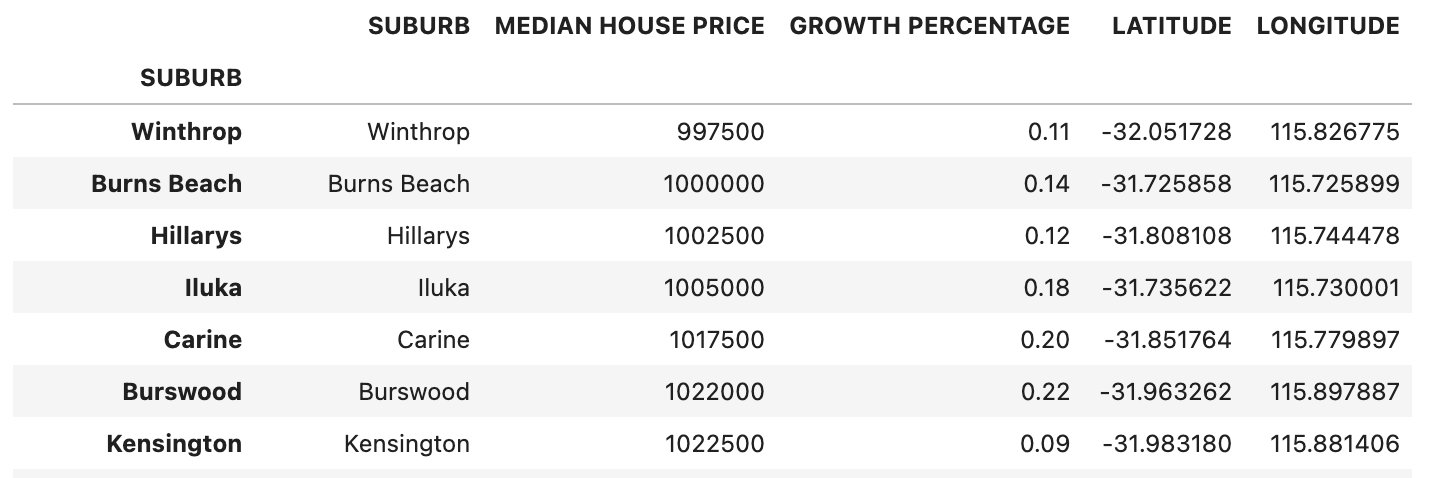 SUBURB MEDIAN HOUSE PRICE GROWTH PERCENTAGE LATITUDE LONGITUDE
SUBURB
Winthrop Winthrop 997500 0.11 -32.051728 115.826775
Burns Beach Burns Beach 1000000 0.14 -31.725858 115.725899
Hillarys Hillarys 1002500 0.12 -31.808108 115.744478
Iluka Iluka 1005000 0.18 -31.735622 115.730001
Carine Carine 1017500 0.20 -31.851764 115.779897
Burswood Burswood 1022000 0.22 -31.963262 115.897887
Kensington Kensington 1022500 0.09 -31.983180 115.881406